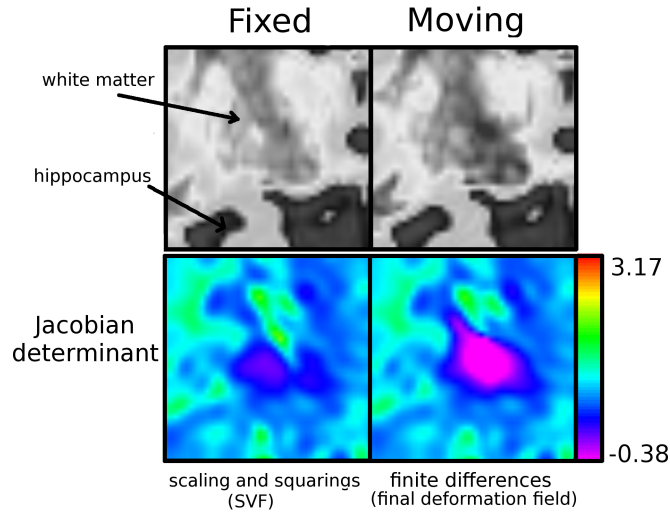 Fixed
Moving
white matter
hippocampus
3.17
Jacobian
determinant
-0.38
scaling and squarings
(SVF)
finite differences
(final deformation field)